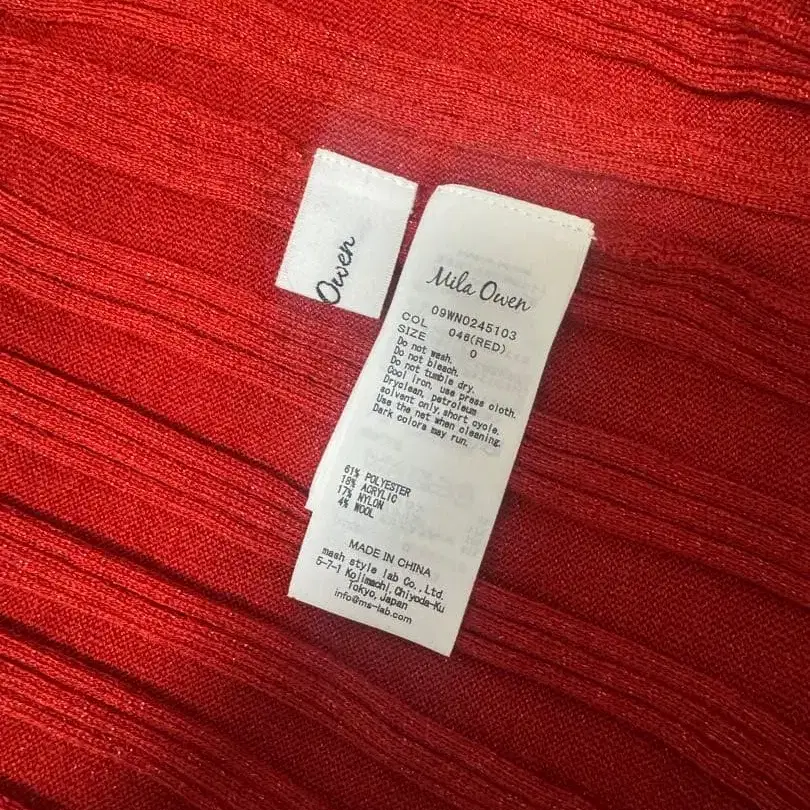 Owen
Mila Owen
09WN0245103
COL 046(RED)
SIZE 0
Do not wash.
Do not bleach.
Do not tumble dry.
Cool iron, use press cloth.
Dryclean, petroleum
solvent only, short cycle.
Use the net when cleaning.
Dark colors may run.
61% POLYESTER
18% ACRYLIC
17% NYLON
4% WOOL
MADE IN CHINA
mash style lab Co., Ltd.
5-7-1 Kojimachi, Chiyoda-Ku
Tokyo, Japan
info@ms-lab.com